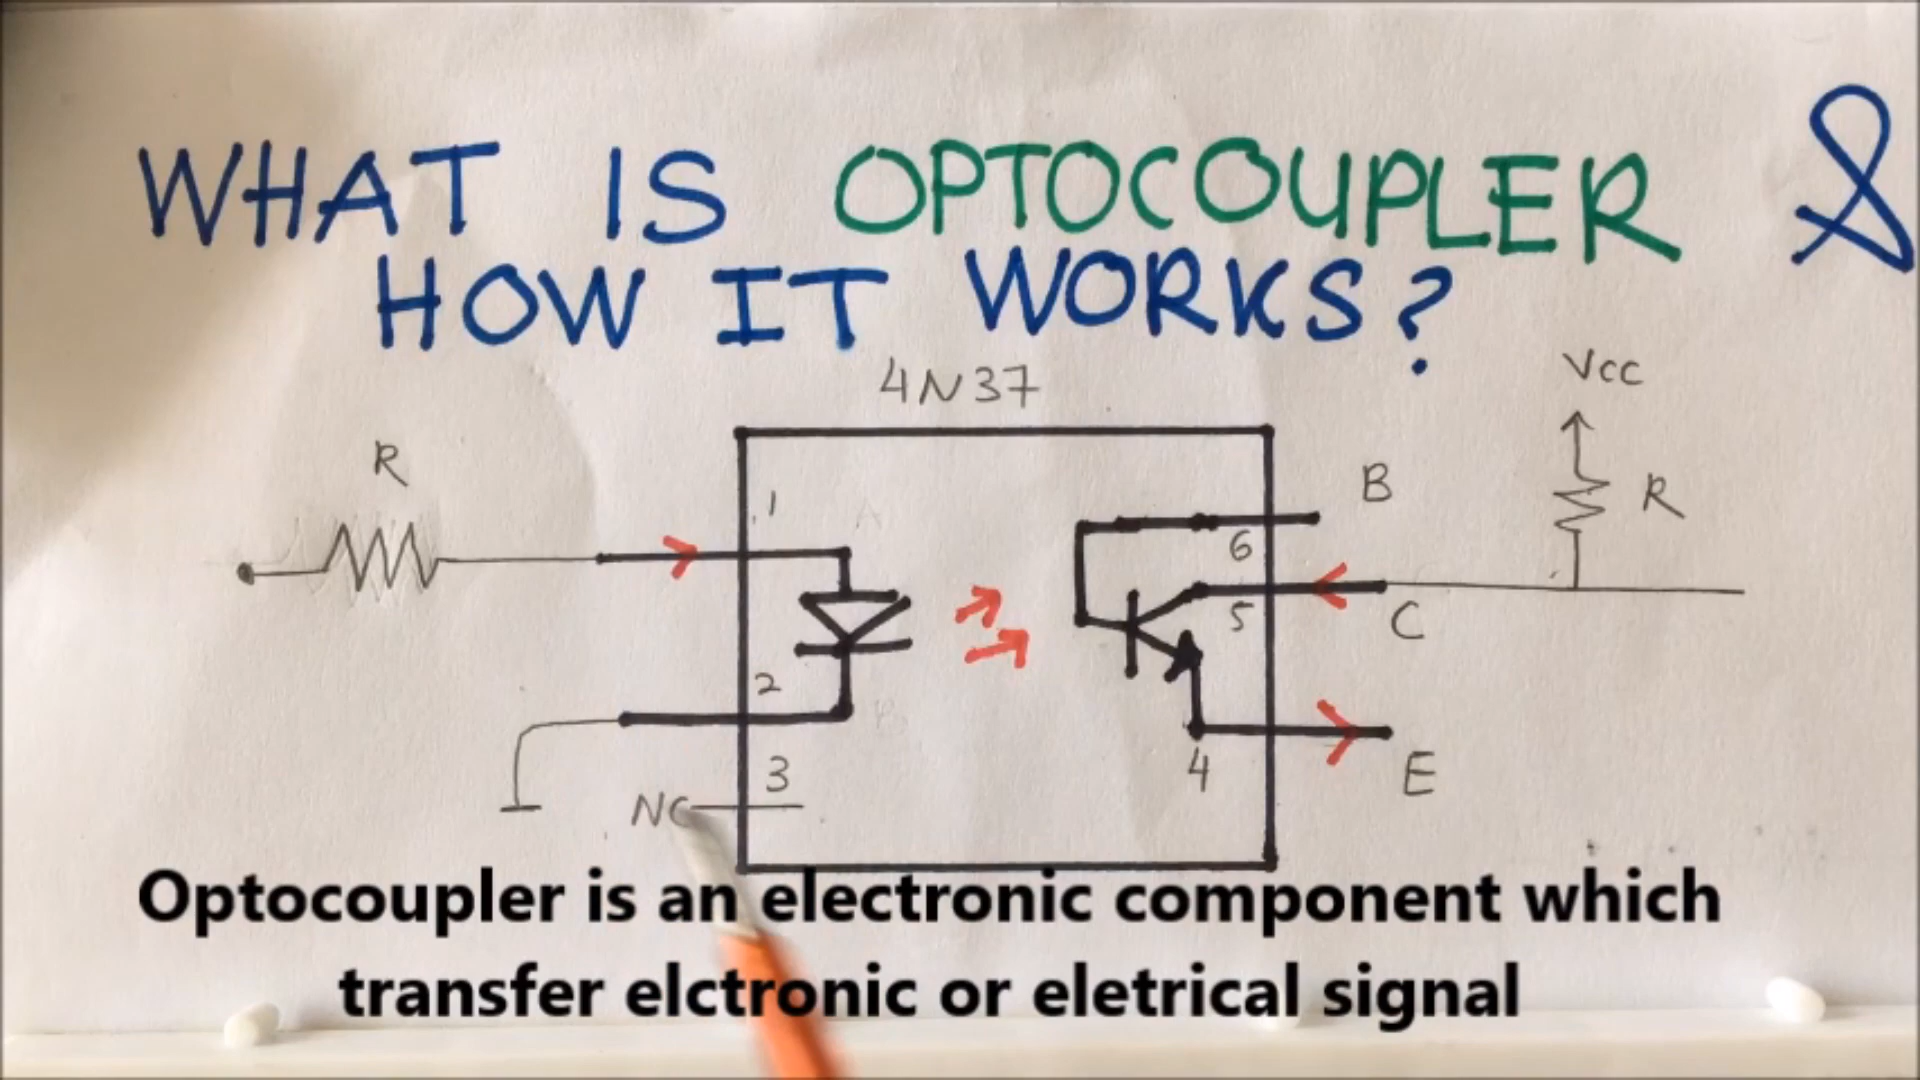 WHAT IS OPTOCOUPLER &
HOW IT WORKS?
4N37
Vcc
R
B
R
1
A
6
5
C
2
3
4
E
NC
Optocoupler is an electronic component which
transfer elctronic or eletrical signal